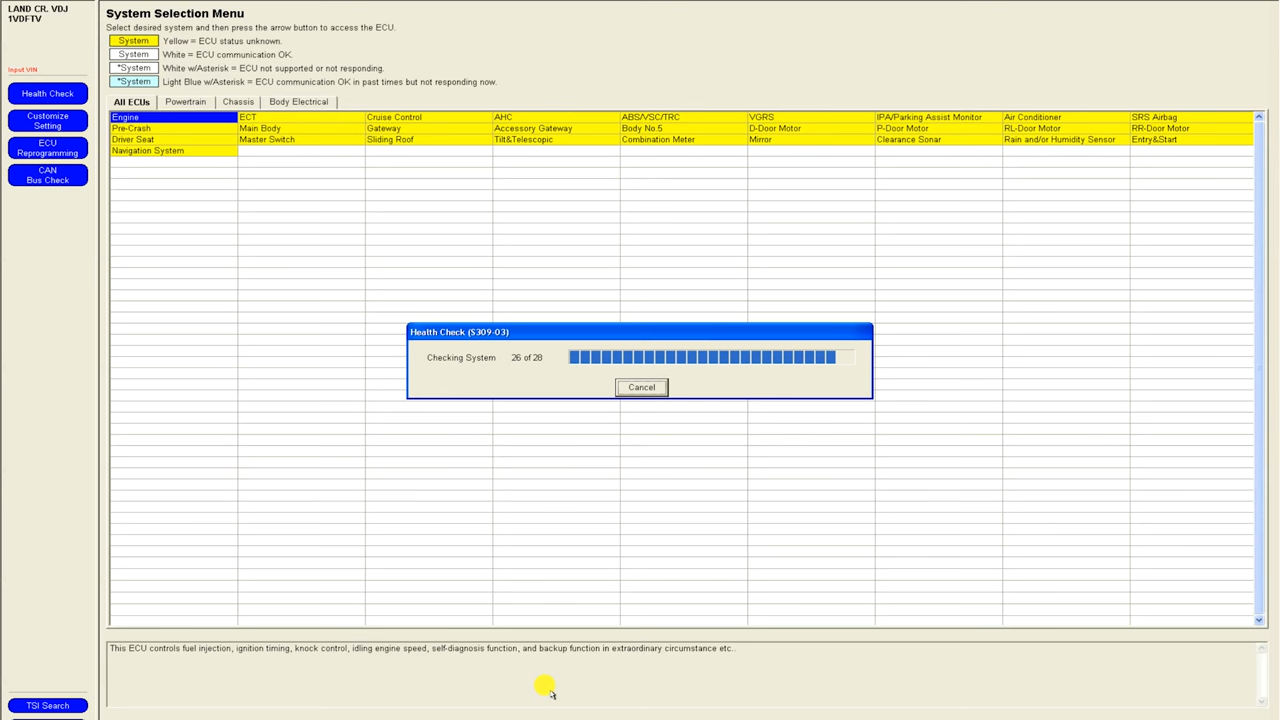 LAND CR. VDJ
1VDFTV
Input VIN
Health Check
Customize
Setting
ECU
Reprogramming
CAN
Bus Check
TSI Search
System Selection Menu
Select desired system and then press the arrow button to access the ECU.
System Yellow = ECU status unknown.
System White = ECU communication OK.
*System White w/Asterisk = ECU not supported or not responding.
*System Light Blue w/Asterisk = ECU communication OK in past times but not responding now.
All ECUs Powertrain Chassis Body Electrical
Engine ECT Cruise Control AHC ABS/VSC/TRC VGRS IPA/Parking Assist Monitor Air Conditioner SRS Airbag
Pre-Crash Main Body Gateway Accessory Gateway Body No.5 D-Door Motor P-Door Motor RL-Door Motor RR-Door Motor
Driver Seat Master Switch Sliding Roof Tilt&Telescopic Combination Meter Mirror Clearance Sonar Rain and/or Humidity Sensor Entry&Start
Navigation System
Health Check (S309-03)
Checking System 26 of 28
Cancel
This ECU controls fuel injection, ignition timing, knock control, idling engine speed, self-diagnosis function, and backup function in extraordinary circumstance etc..